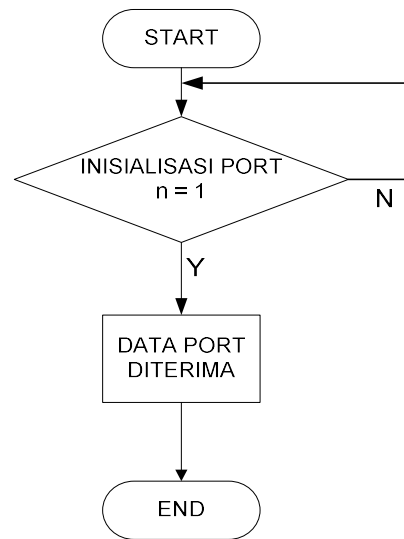 START
INISIALISASI PORT
n = 1
N
Y
DATA PORT
DITERIMA
END